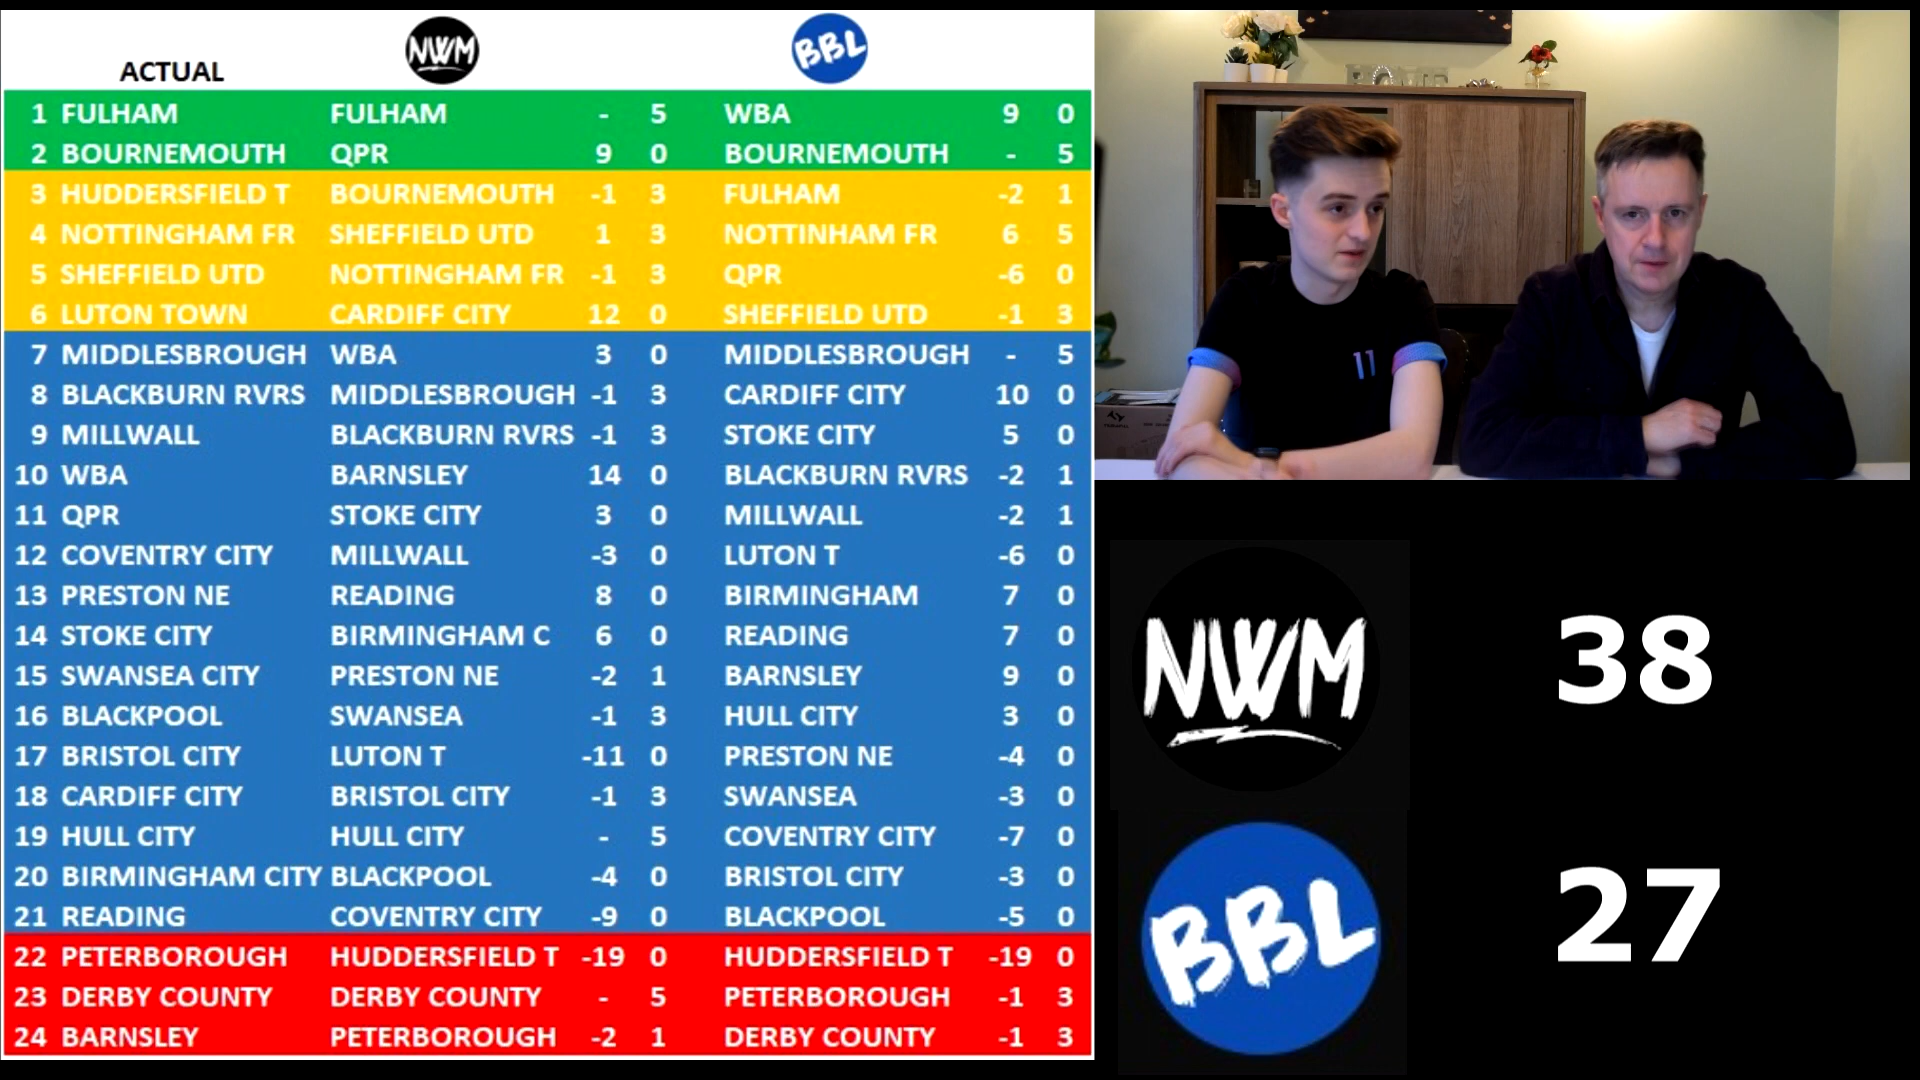 NWM BBL
ACTUAL
1 FULHAM FULHAM - 5 WBA 9 0
2 BOURNEMOUTH QPR 9 0 BOURNEMOUTH - 5
3 HUDDERSFIELD T BOURNEMOUTH -1 3 FULHAM -2 1
4 NOTTINGHAM FR SHEFFIELD UTD 1 3 NOTTINHAM FR 6 5
5 SHEFFIELD UTD NOTTINGHAM FR -1 3 QPR -6 0
6 LUTON TOWN CARDIFF CITY 12 0 SHEFFIELD UTD -1 3
7 MIDDLESBROUGH WBA 3 0 MIDDLESBROUGH - 5
8 BLACKBURN RVRS MIDDLESBROUGH -1 3 CARDIFF CITY 10 0
9 MILLWALL BLACKBURN RVRS -1 3 STOKE CITY 5 0
10 WBA BARNSLEY 14 0 BLACKBURN RVRS -2 1
11 QPR STOKE CITY 3 0 MILLWALL -2 1
12 COVENTRY CITY MILLWALL -3 0 LUTON T -6 0
13 PRESTON NE READING 8 0 BIRMINGHAM 7 0
14 STOKE CITY BIRMINGHAM C 6 0 READING 7 0
15 SWANSEA CITY PRESTON NE -2 1 BARNSLEY 9 0
16 BLACKPOOL SWANSEA -1 3 HULL CITY 3 0
17 BRISTOL CITY LUTON T -11 0 PRESTON NE -4 0
18 CARDIFF CITY BRISTOL CITY -1 3 SWANSEA -3 0
19 HULL CITY HULL CITY - 5 COVENTRY CITY -7 0
20 BIRMINGHAM CITY BLACKPOOL -4 0 BRISTOL CITY -3 0
21 READING COVENTRY CITY -9 0 BLACKPOOL -5 0
22 PETERBOROUGH HUDDERSFIELD T -19 0 HUDDERSFIELD T -19 0
23 DERBY COUNTY DERBY COUNTY - 5 PETERBOROUGH -1 3
24 BARNSLEY PETERBOROUGH -2 1 DERBY COUNTY -1 3
11
NWM 38
BBL 27